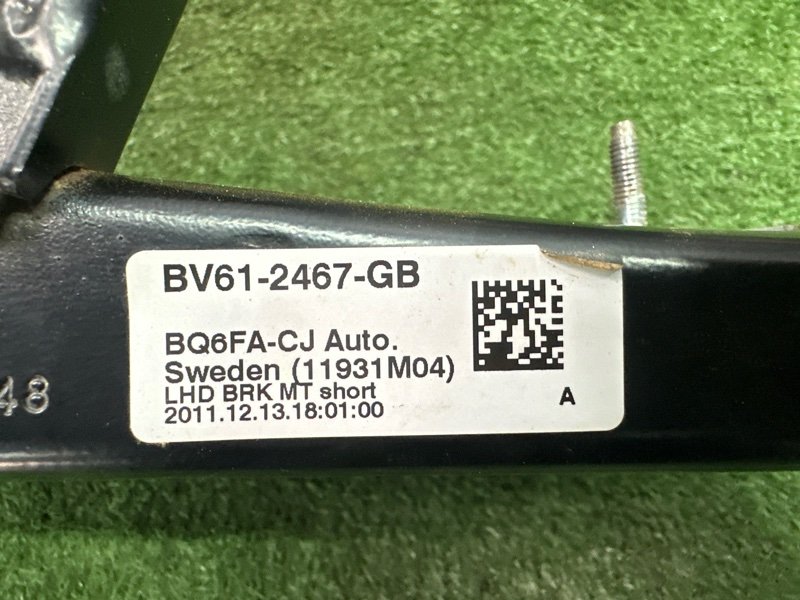 BV61-2467-GB
BQ6FA-CJ Auto.
Sweden (11931M04)
LHD BRK MT short
2011.12.13.18:01:00
A
48